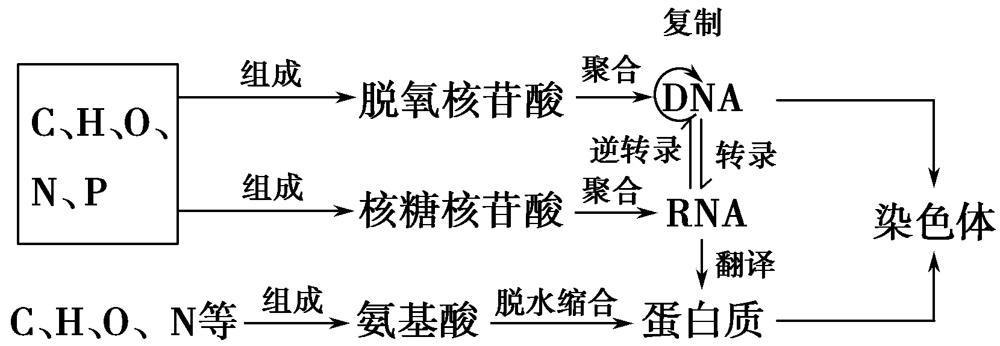 复制
组成
聚合
C、H、O、
脱氧核苷酸
DNA
逆转录
转录
N、P
组成
聚合
核糖核苷酸
RNA
染色体
翻译
组成
脱水缩合
C、H、O、N等
氨基酸
蛋白质